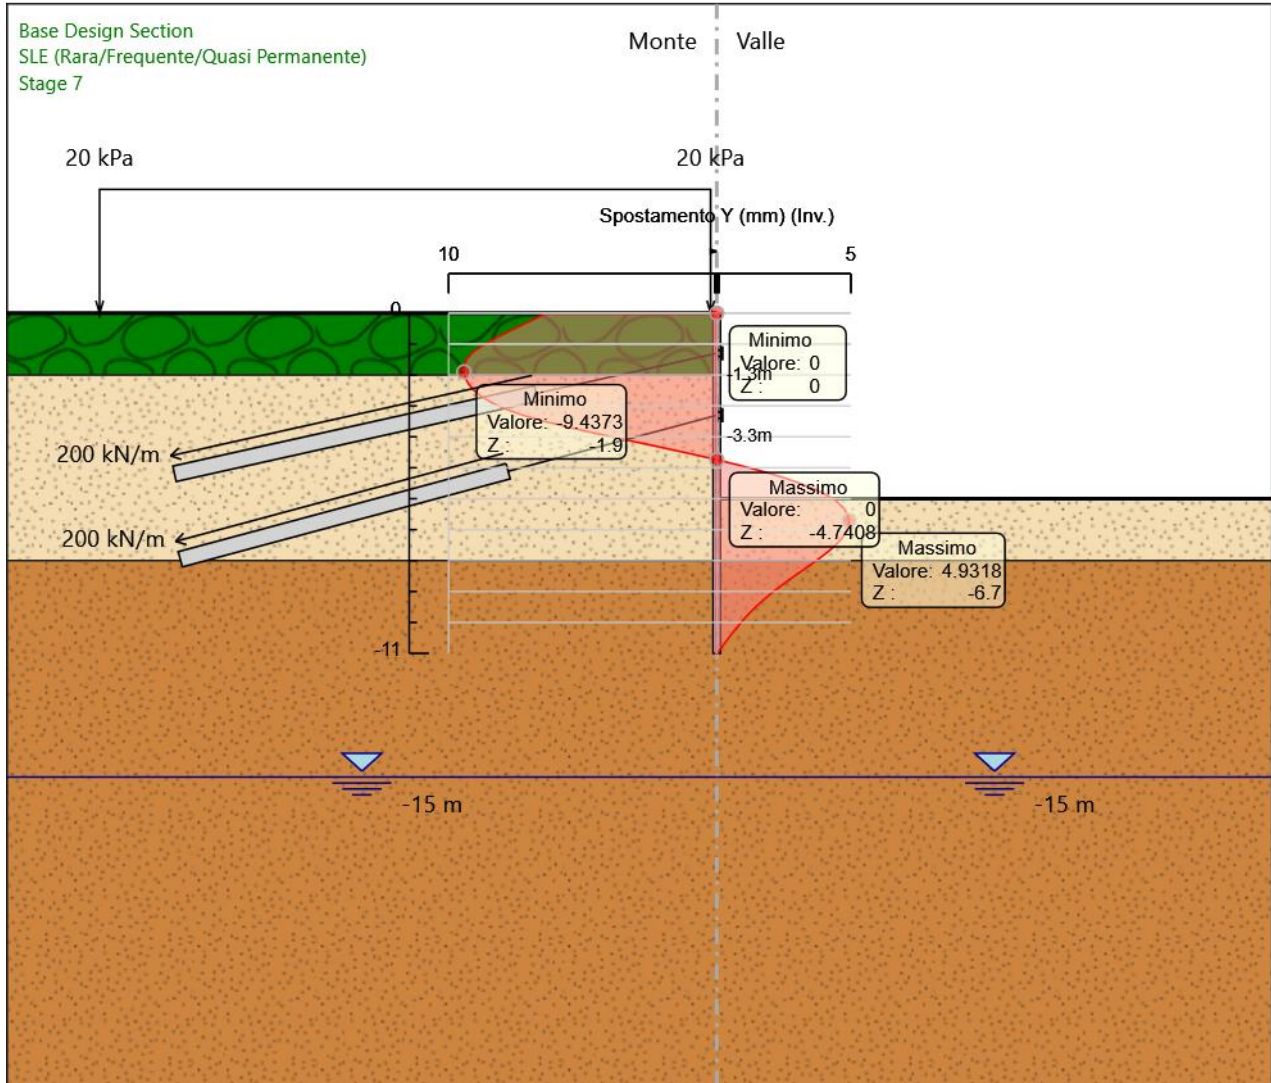 Base Design Section
SLE (Rara/Frequente/Quasi Permanente)
Stage 7
Monte
Valle
20 kPa
20 kPa
Spostamento Y (mm) (Inv.)
10
5
0
Minimo
Valore: 0
Z : 0
-1.3m
Minimo
Valore: -9.4373
Z : -1.9
-3.3m
200 kN/m
Massimo
Valore: 0
Z : -4.7408
200 kN/m
Massimo
Valore: 4.9318
Z : -6.7
-11
-15 m
-15 m